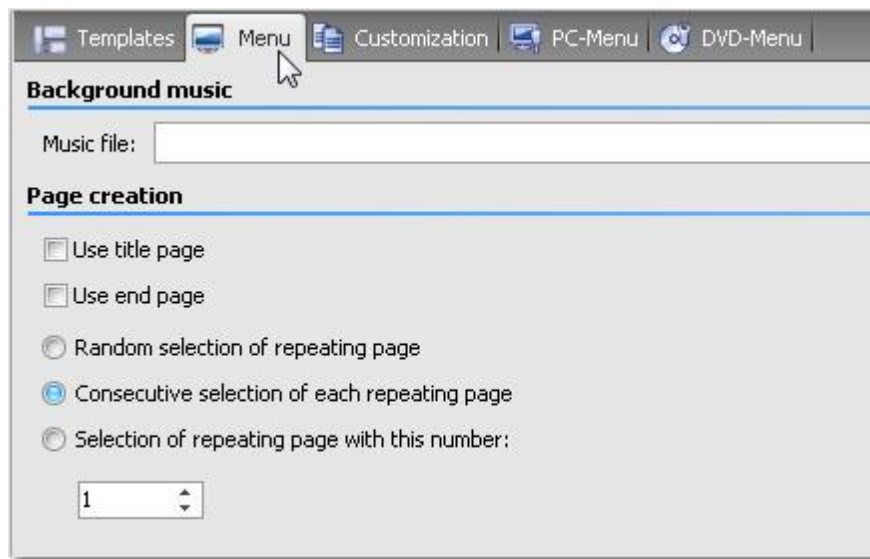 Templates Menu Customization PC-Menu DVD-Menu
Background music
Music file:
Page creation
Use title page
Use end page
Random selection of repeating page
Consecutive selection of each repeating page
Selection of repeating page with this number:
1